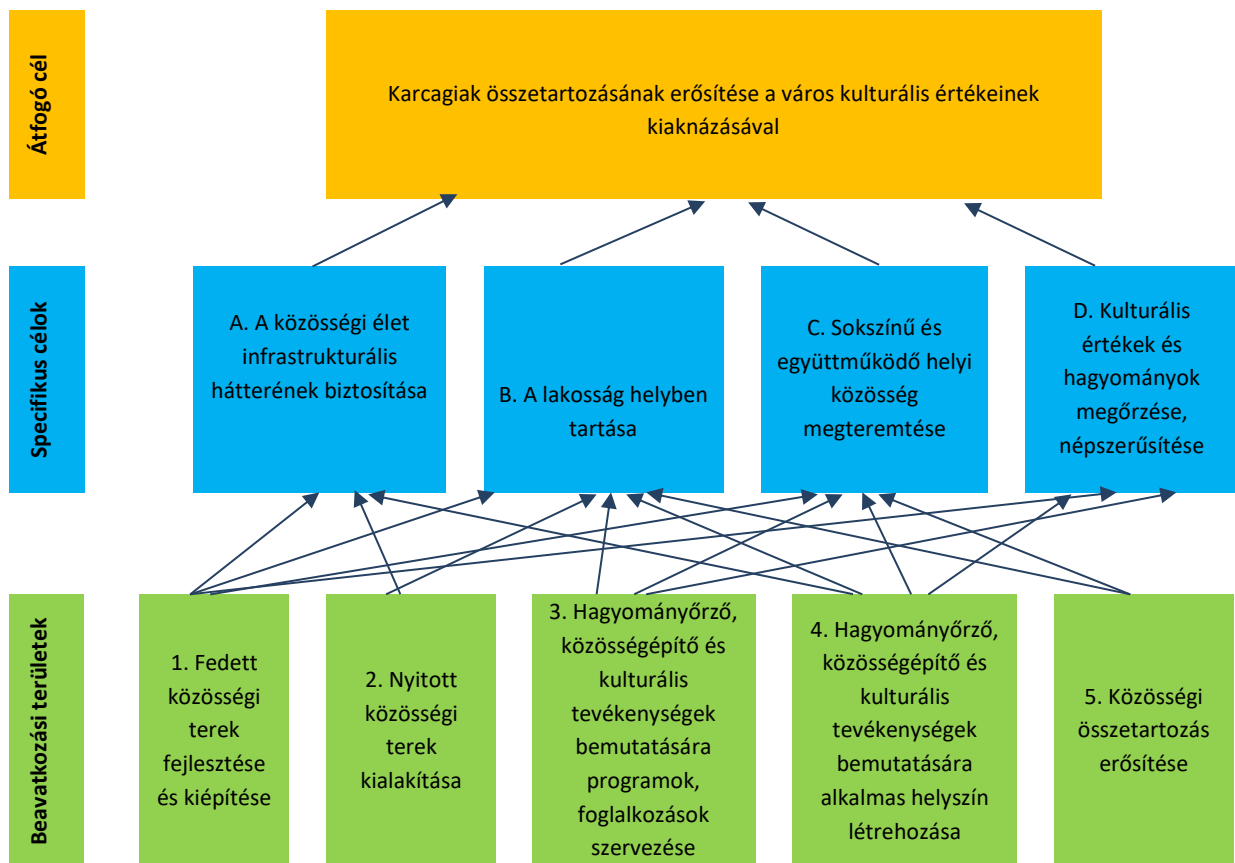 Átfogó cél
Karcagiak összetartozásának erősítése a város kulturális értékeinek
kiaknázásával
Specifikus célok
A. A közösségi élet
infrastrukturális
hátterének biztosítása
B. A lakosság helyben
tartása
C. Sokszínű és
együttműködő helyi
közösség
megteremtése
D. Kulturális
értékek és
hagyományok
megőrzése,
népszerűsítése
Beavatkozási területek
1. Fedett
közösségi
terek
fejlesztése
és kiépítése
2. Nyitott
közösségi
terek
kialakítása
3. Hagyományőrző,
közösségépítő és
kulturális
tevékenységek
bemutatására
programok,
foglalkozások
szervezése
4. Hagyományőrző,
közösségépítő és
kulturális
tevékenységek
bemutatására
alkalmas helyszín
létrehozása
5. Közösségi
összetartozás
erősítése